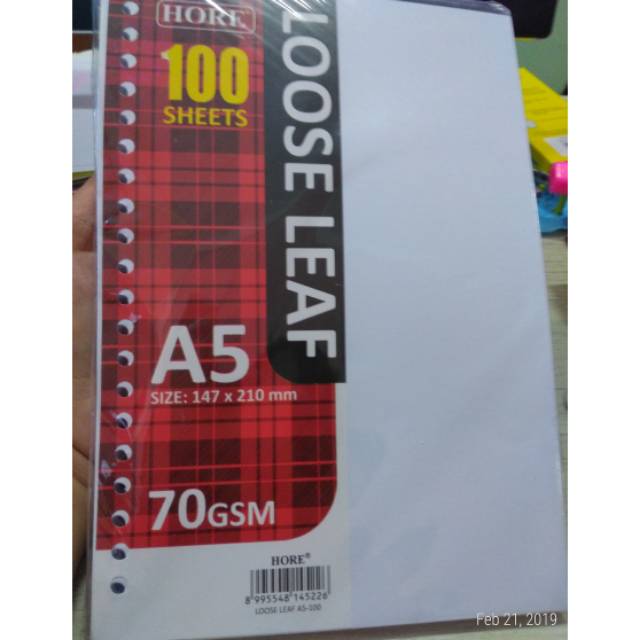 HORE
100
SHEETS
LOOSE LEAF
A5
SIZE: 147 x 210 mm
70GSM
HORE®
8 995548 145226
LOOSE LEAF A5-100
Feb 21, 2019